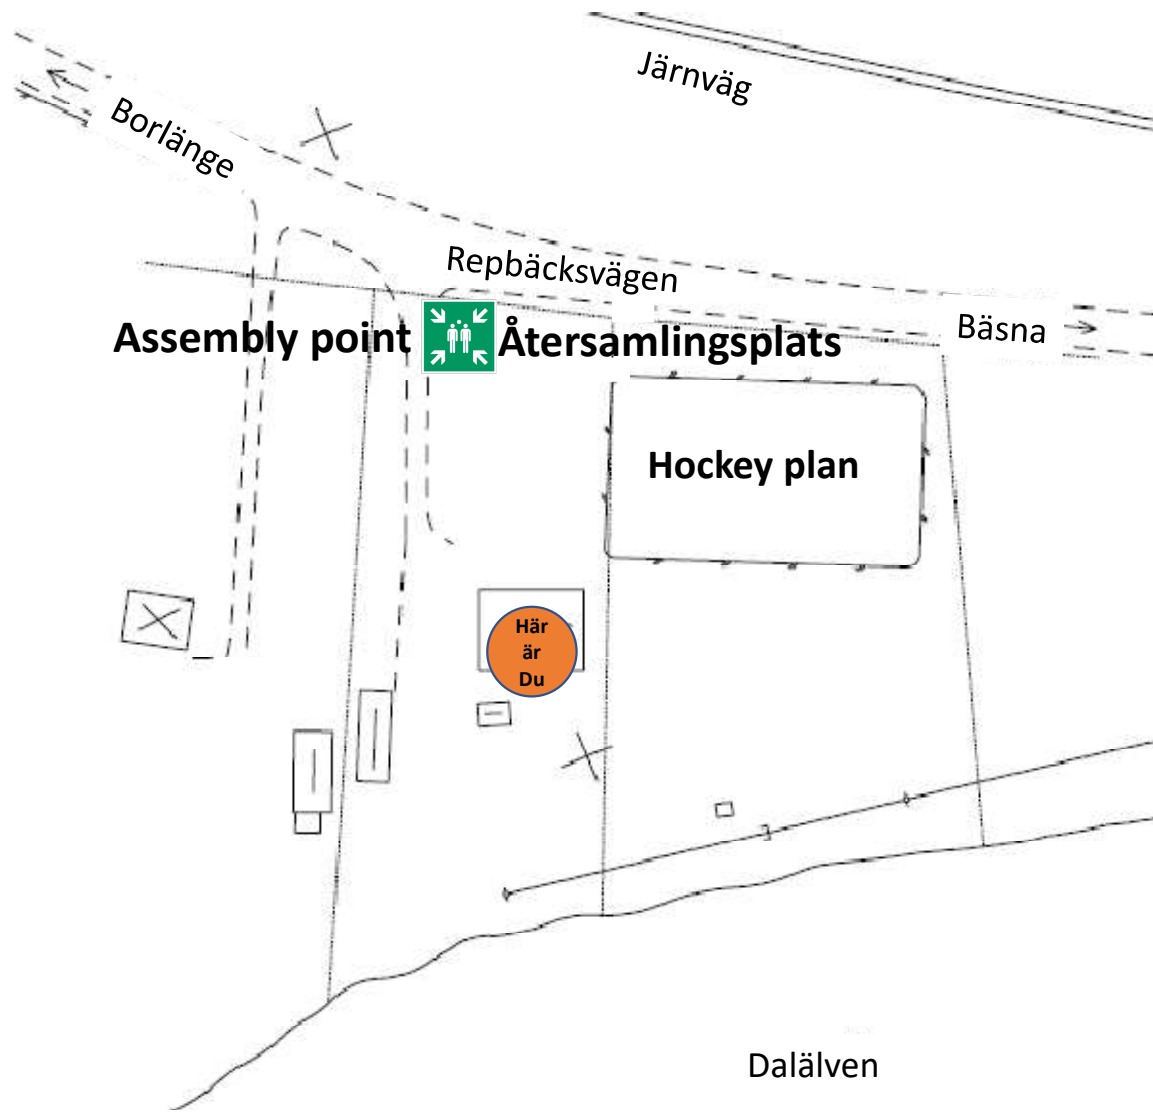 Järnväg
Borlänge
Repbäcksvägen
Bäsna
Assembly point
Återsamlingsplats
Hockey plan
Här
är
Du
Dalälven